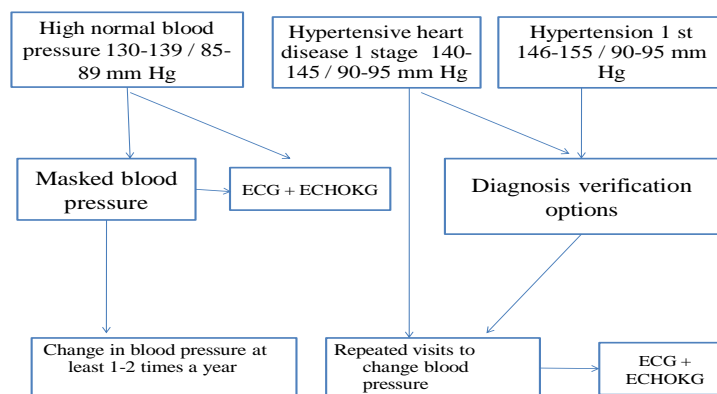 High normal blood
pressure 130-139 / 85-
89 mm Hg
Hypertensive heart
disease 1 stage 140-
145 / 90-95 mm Hg
Hypertension 1 st
146-155 / 90-95 mm
Hg
Masked blood
pressure
ECG + ECHOKG
Diagnosis verification
options
Change in blood pressure at
least 1-2 times a year
Repeated visits to
change blood
pressure
ECG +
ECHOKG